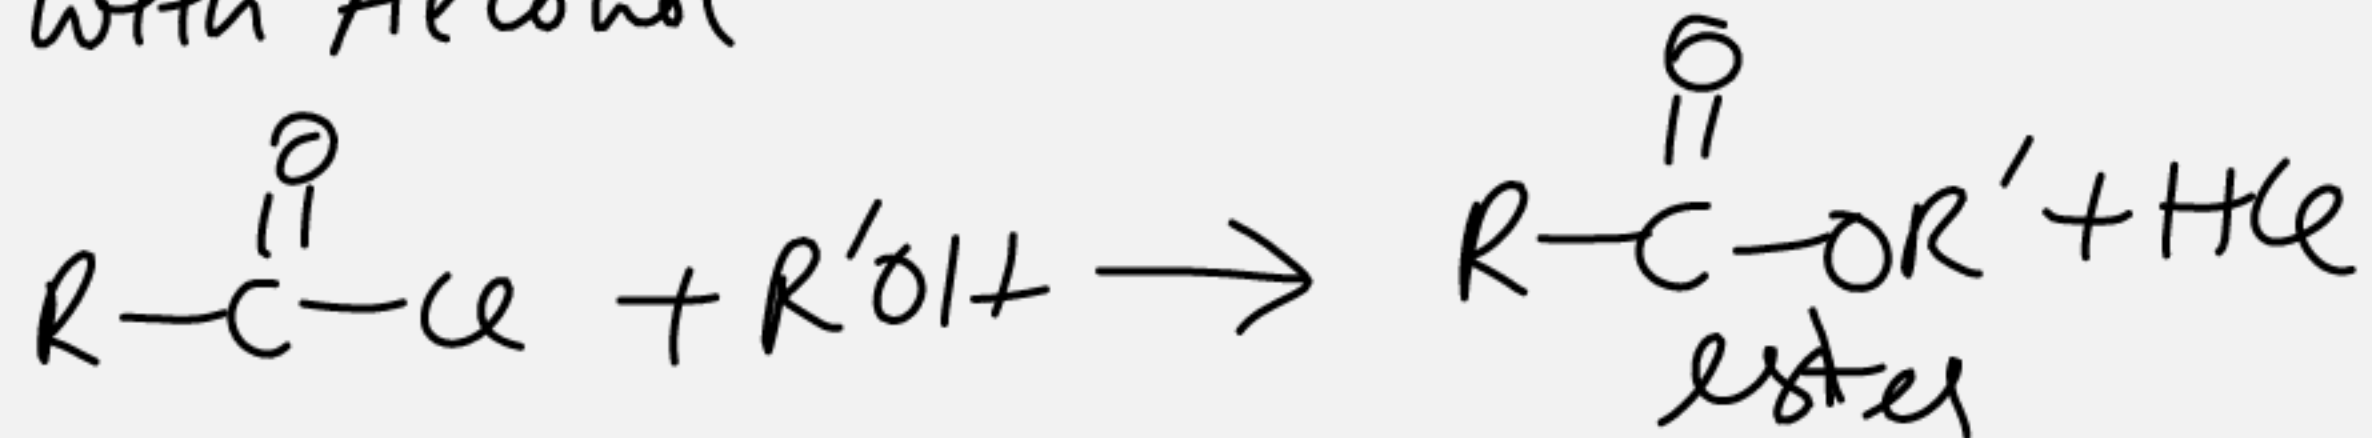 with Alcohol
O O
R—C—Cl + R'OH → R—C—OR' + HCl
ester